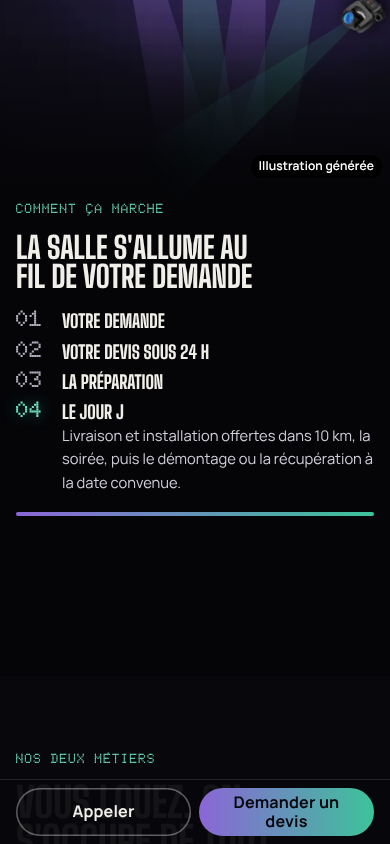 Illustration générée
COMMENT ÇA MARCHE
LA SALLE S'ALLUME AU
FIL DE VOTRE DEMANDE
01 VOTRE DEMANDE
02 VOTRE DEVIS SOUS 24 H
03 LA PRÉPARATION
04 LE JOUR J
Livraison et installation offertes dans 10 km, la
soirée, puis le démontage ou la récupération à
la date convenue.
NOS DEUX MÉTIERS
VOUS LOUEZ,
Appeler
Demander un
devis